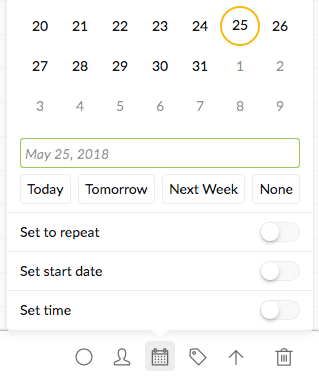 20 21 22 23 24 25 26
27 28 29 30 31 1 2
3 4 5 6 7 8 9
May 25, 2018
Today Tomorrow Next Week None
Set to repeat
Set start date
Set time